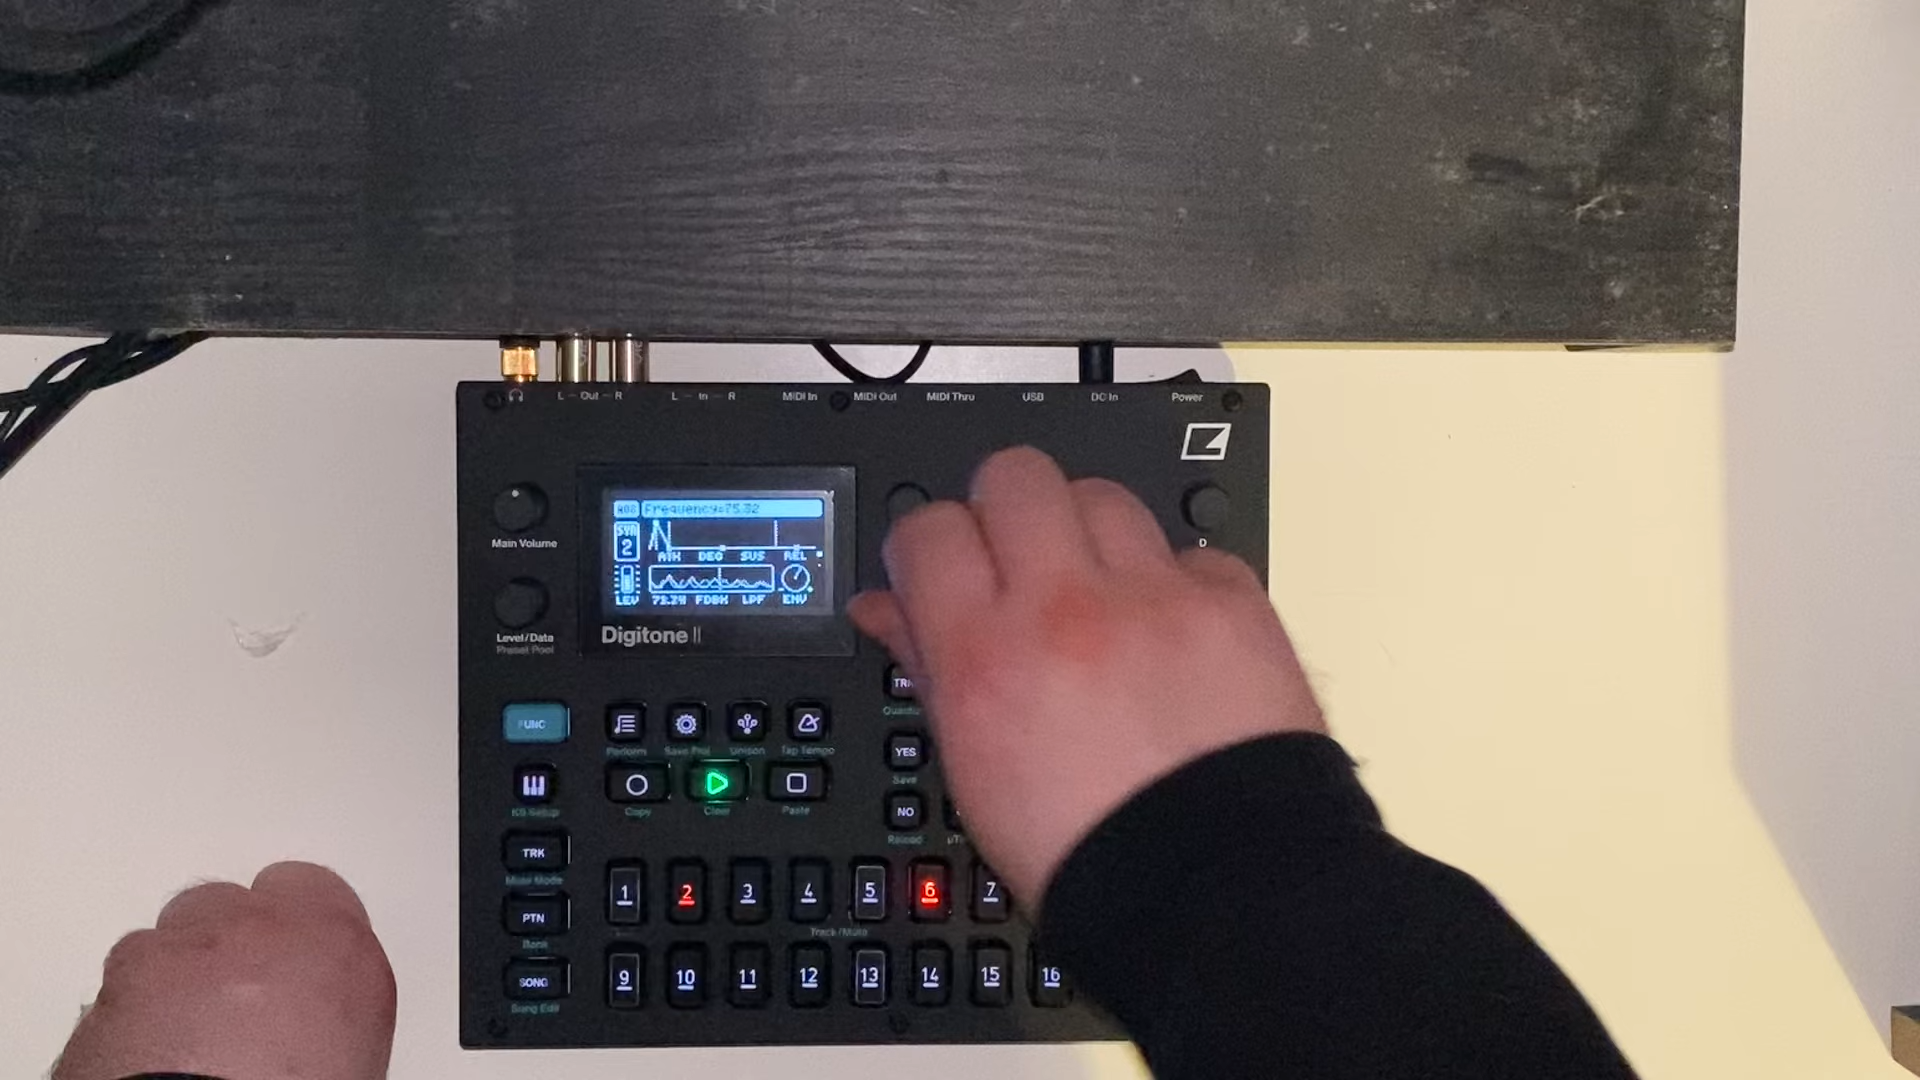 L — Out — R
L — In — R
MIDI In
MIDI Out
MIDI Thru
USB
DC In
Power
Main Volume
Level/Data
Preset Pool
D
Frequency=75.32
SYN
2
ATK DEC SUS REL
LEV FDBK LPF ENV
Digitone II
FUNC
Perform
Save Proj
Unison
Tap Tempo
Copy
Clear
Paste
YES
Save
NO
Reload
TRK
Mute Mode
PTN
Bank
SONG
Song Edit
1 2 3 4 5 6 7
Track/Mute
9 10 11 12 13 14 15 16